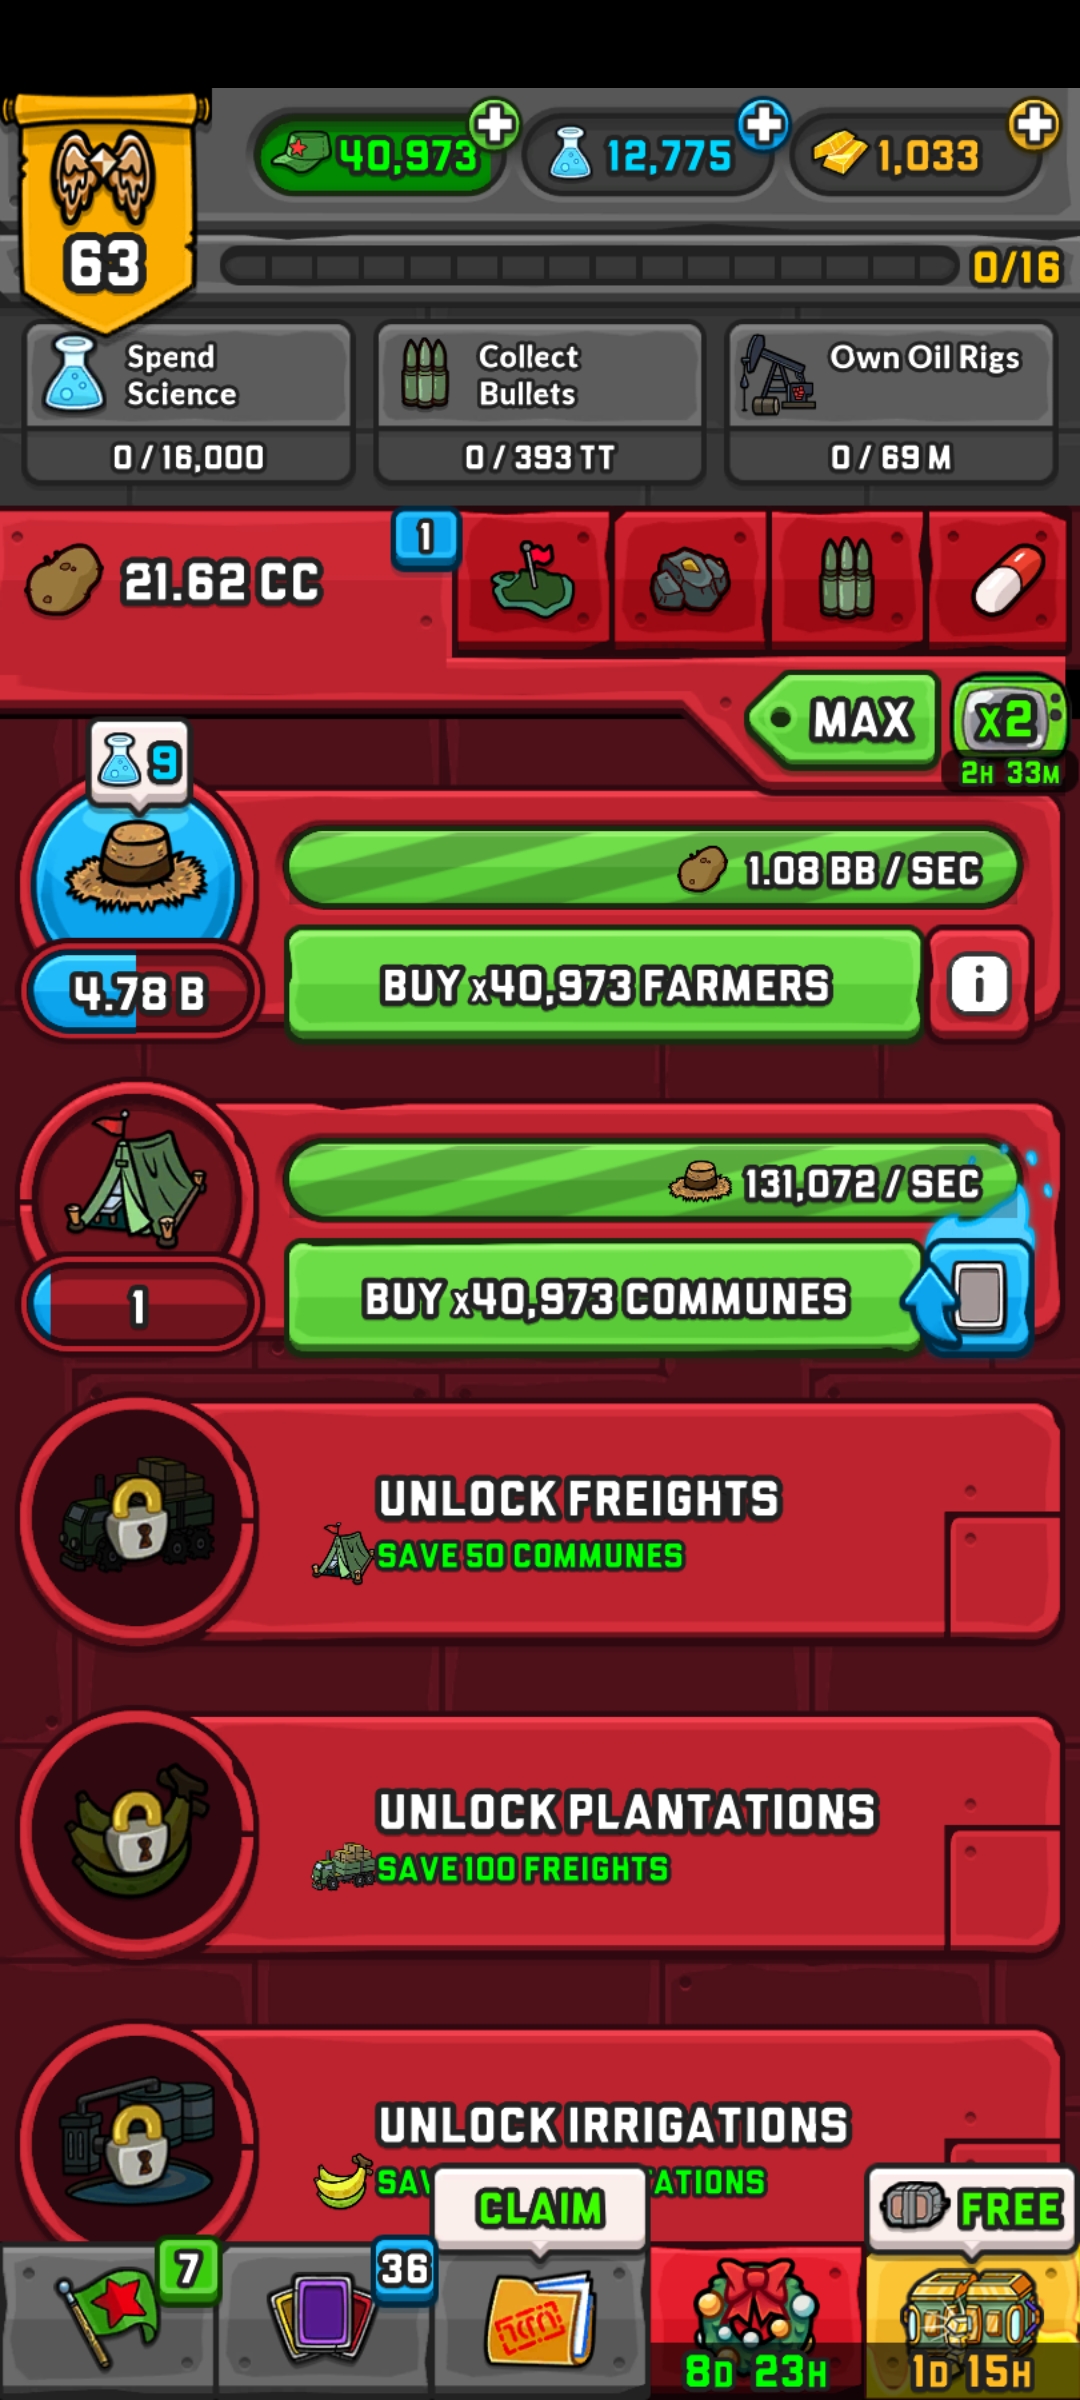 40,973
12,775
1,033
63
0/16
Spend
Science
0 / 16,000
Collect
Bullets
0 / 393 TT
Own Oil Rigs
0 / 69 M
21.62 CC
1
MAX
x2
2H 33M
9
1.08 BB / SEC
4.78 B
BUY x40,973 FARMERS
i
131,072 / SEC
1
BUY x40,973 COMMUNES
UNLOCK FREIGHTS
SAVE 50 COMMUNES
UNLOCK PLANTATIONS
SAVE 100 FREIGHTS
UNLOCK IRRIGATIONS
CLAIM
FREE
7
36
8D 23H
1D 15H